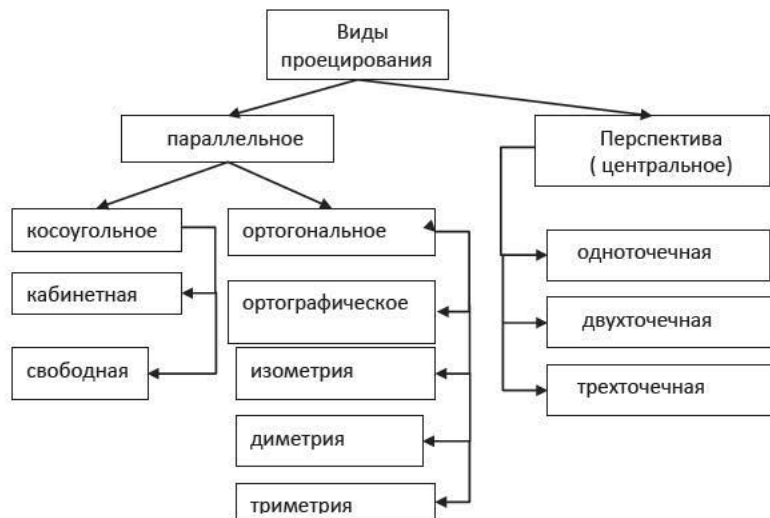 Виды
проецирования
параллельное
Перспектива
( центральное)
косоугольное
ортогональное
одноточечная
кабинетная
ортографическое
двухточечная
свободная
изометрия
трехточечная
диметрия
триметрия